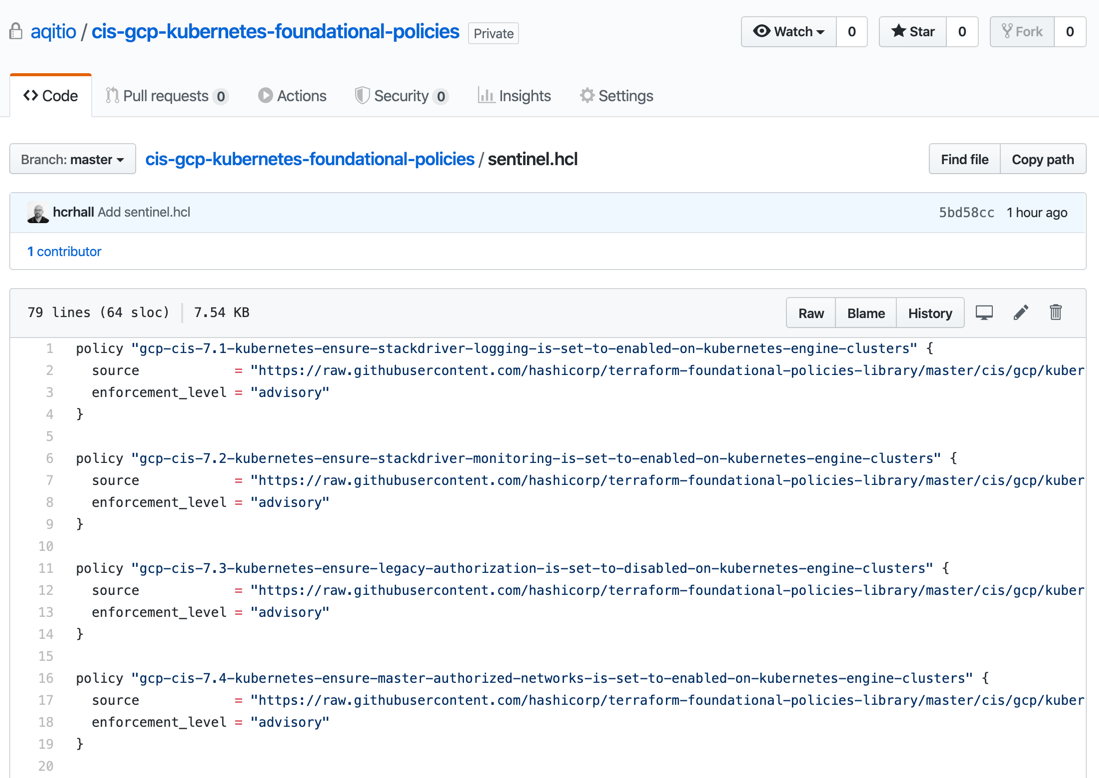 aqitio / cis-gcp-kubernetes-foundational-policies Private Watch 0 Star 0 Fork 0
Code Pull requests 0 Actions Security 0 Insights Settings
Branch: master cis-gcp-kubernetes-foundational-policies / sentinel.hcl Find file Copy path
hcrhall Add sentinel.hcl 5bd58cc 1 hour ago
1 contributor
79 lines (64 sloc) 7.54 KB Raw Blame History
1 policy "gcp-cis-7.1-kubernetes-ensure-stackdriver-logging-is-set-to-enabled-on-kubernetes-engine-clusters" {
2 source = "https://raw.githubusercontent.com/hashicorp/terraform-foundational-policies-library/master/cis/gcp/kuber
3 enforcement_level = "advisory"
4 }
5
6 policy "gcp-cis-7.2-kubernetes-ensure-stackdriver-monitoring-is-set-to-enabled-on-kubernetes-engine-clusters" {
7 source = "https://raw.githubusercontent.com/hashicorp/terraform-foundational-policies-library/master/cis/gcp/kuber
8 enforcement_level = "advisory"
9 }
10
11 policy "gcp-cis-7.3-kubernetes-ensure-legacy-authorization-is-set-to-disabled-on-kubernetes-engine-clusters" {
12 source = "https://raw.githubusercontent.com/hashicorp/terraform-foundational-policies-library/master/cis/gcp/kuber
13 enforcement_level = "advisory"
14 }
15
16 policy "gcp-cis-7.4-kubernetes-ensure-master-authorized-networks-is-set-to-enabled-on-kubernetes-engine-clusters" {
17 source = "https://raw.githubusercontent.com/hashicorp/terraform-foundational-policies-library/master/cis/gcp/kuber
18 enforcement_level = "advisory"
19 }
20